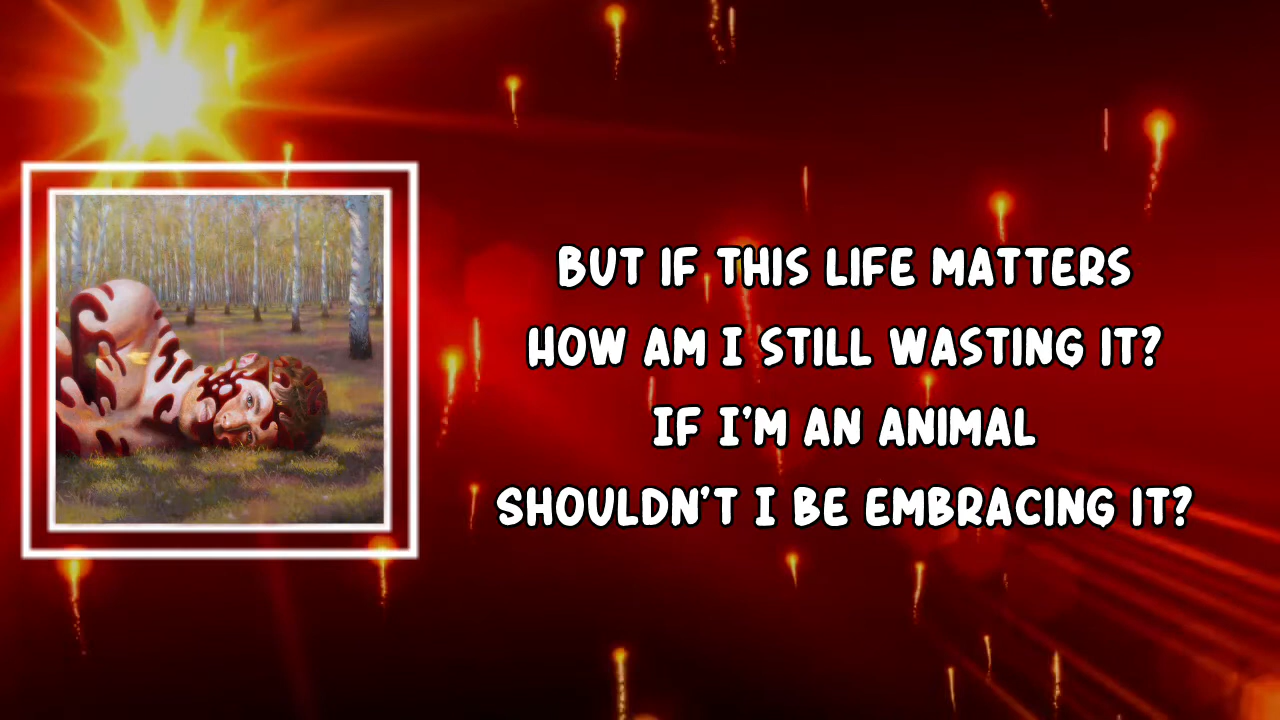 BUT IF THIS LIFE MATTERS
HOW AM I STILL WASTING IT?
IF I'M AN ANIMAL
SHOULDN'T I BE EMBRACING IT?